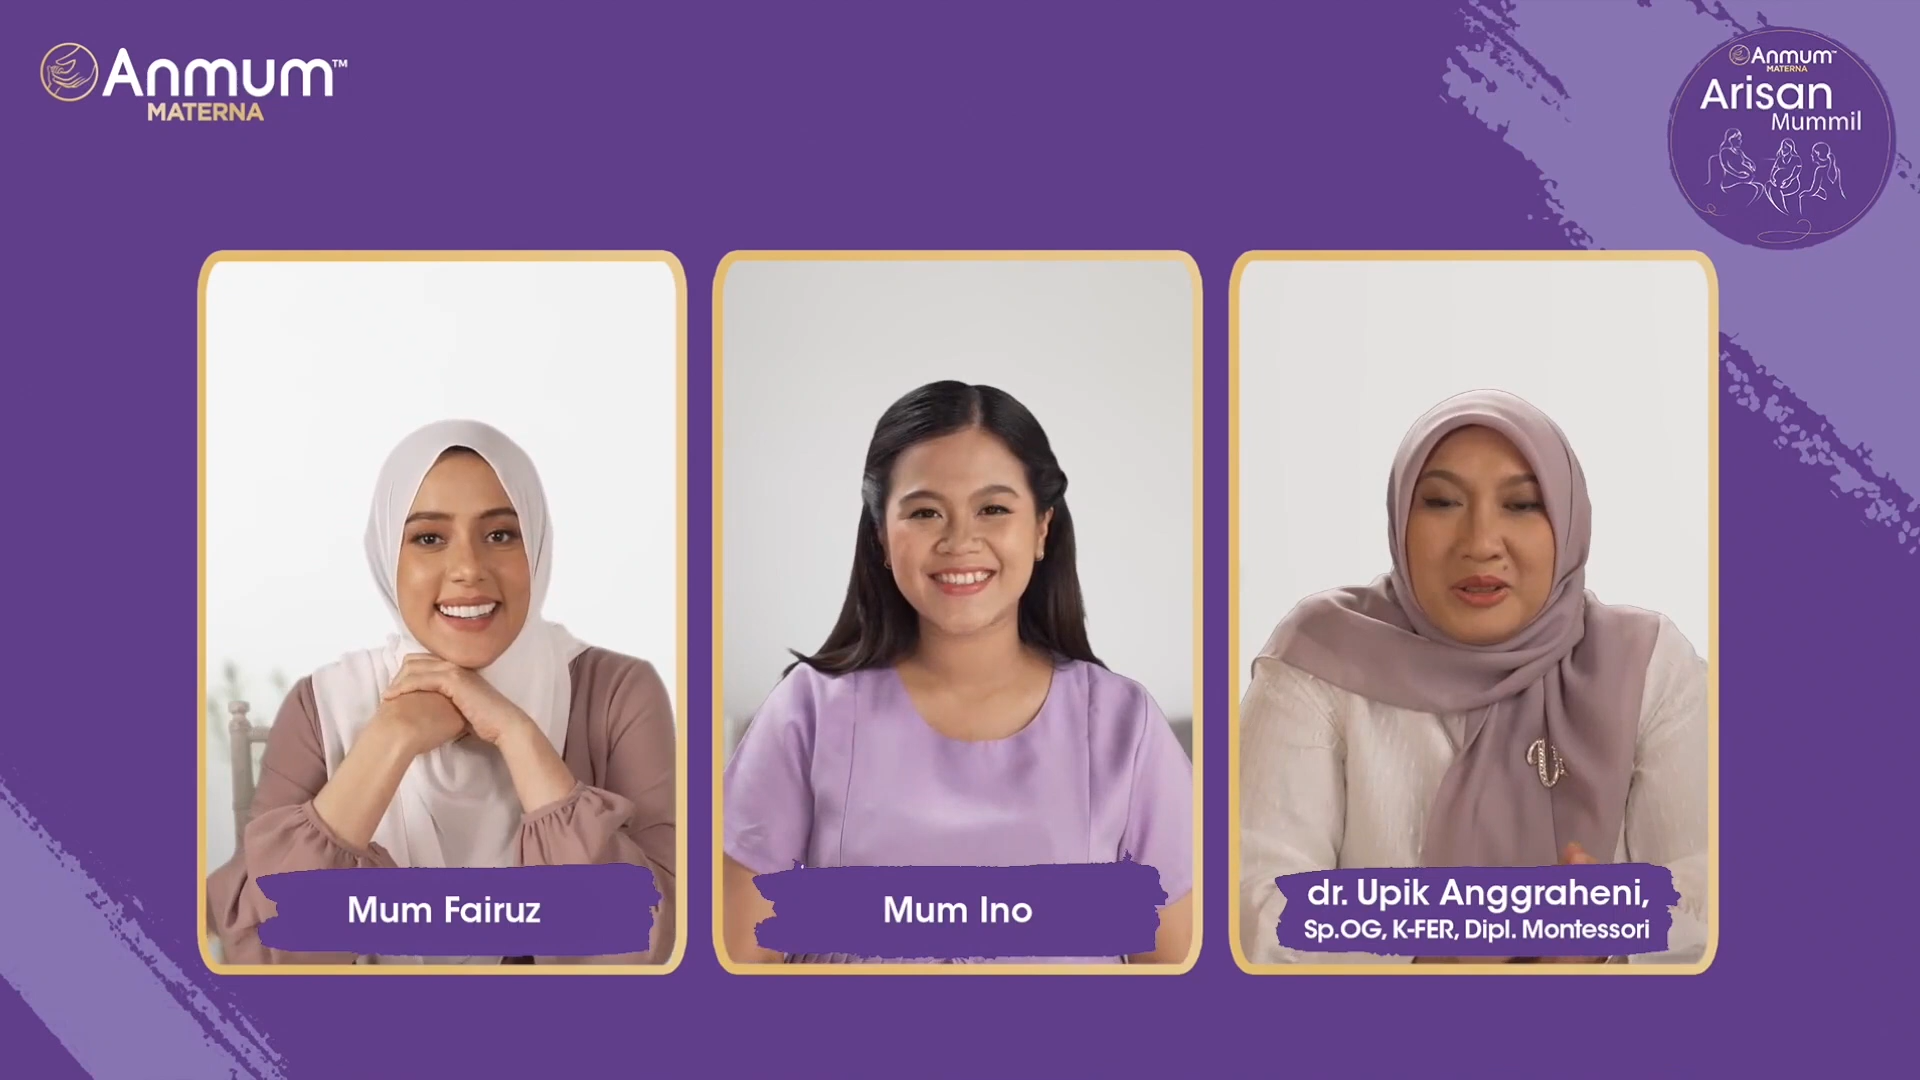 Anmum™
MATERNA
Anmum™
MATERNA
Arisan
Mummil
Mum Fairuz
Mum Ino
dr. Upik Anggraheni,
Sp.OG, K-FER, Dipl. Montessori